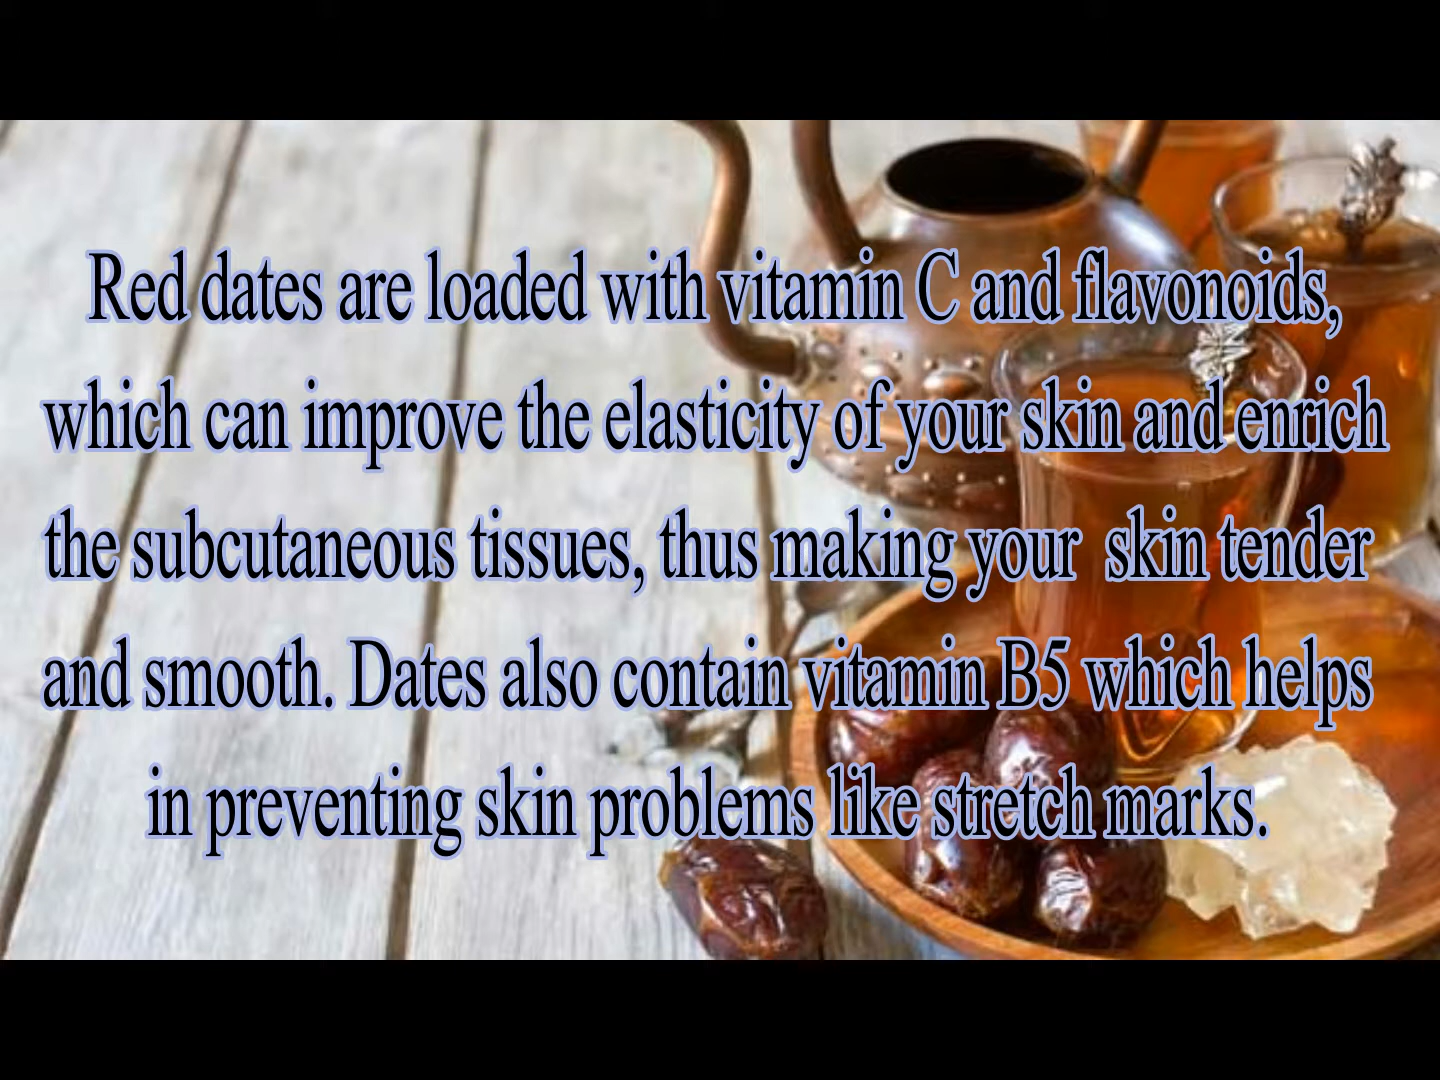 Red dates are loaded with vitamin C and flavonoids,
which can improve the elasticity of your skin and enrich
the subcutaneous tissues, thus making your  skin tender
and smooth. Dates also contain vitamin B5 which helps
in preventing skin problems like stretch marks.